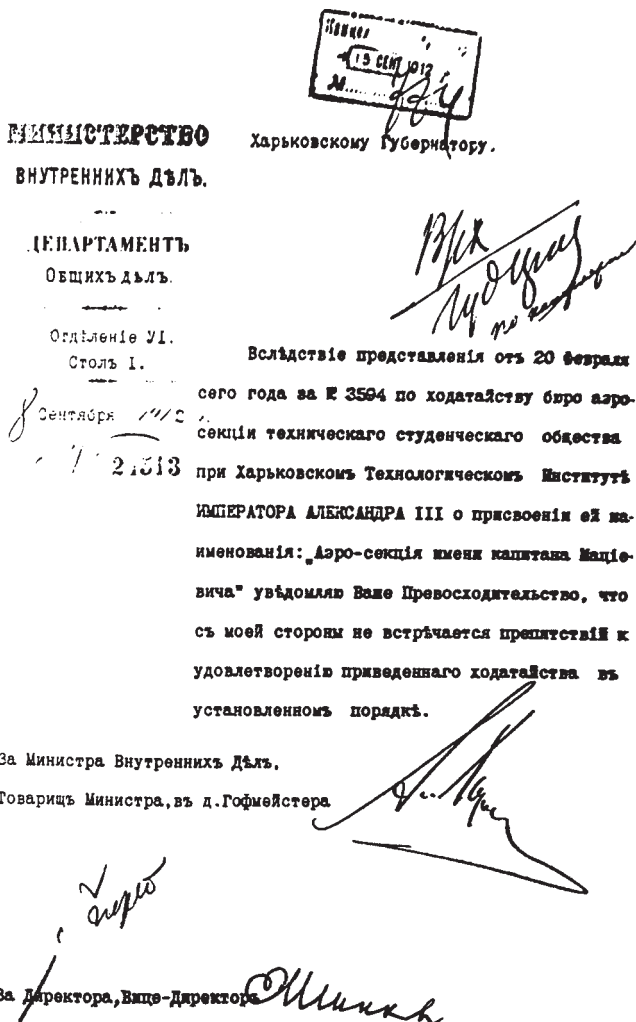 Канцел
15 СЕН 1912
№
Харьковскому Губернатору.
МИНИСТЕРСТВО
ВНУТРЕННИХЪ ДѢЛЪ.
ДЕПАРТАМЕНТЪ
ОБЩИХЪ ДѢЛЪ.
Отдѣленіе VI.
Столъ I.
8 Сентября 1912
21513
Вслѣдствіе представленія отъ 20 февраля
сего года за № 3594 по ходатайству бюро аэро-
секціи техническаго студенческаго общества
при Харьковскомъ Технологическомъ Институтѣ
ИМПЕРАТОРА АЛЕКСАНДРА III о присвоеніи ей на-
именованія: „Аэро-секція имени капитана Маціе-
вича" увѣдомляю Ваше Превосходительство, что
съ моей стороны не встрѣчается препятствій к
удовлетворенію приведеннаго ходатайства въ
установленномъ порядкѣ.
За Министра Внутреннихъ Дѣлъ,
Товарищъ Министра, въ д. Гофмейстера
За Директора, Вице-Директоръ